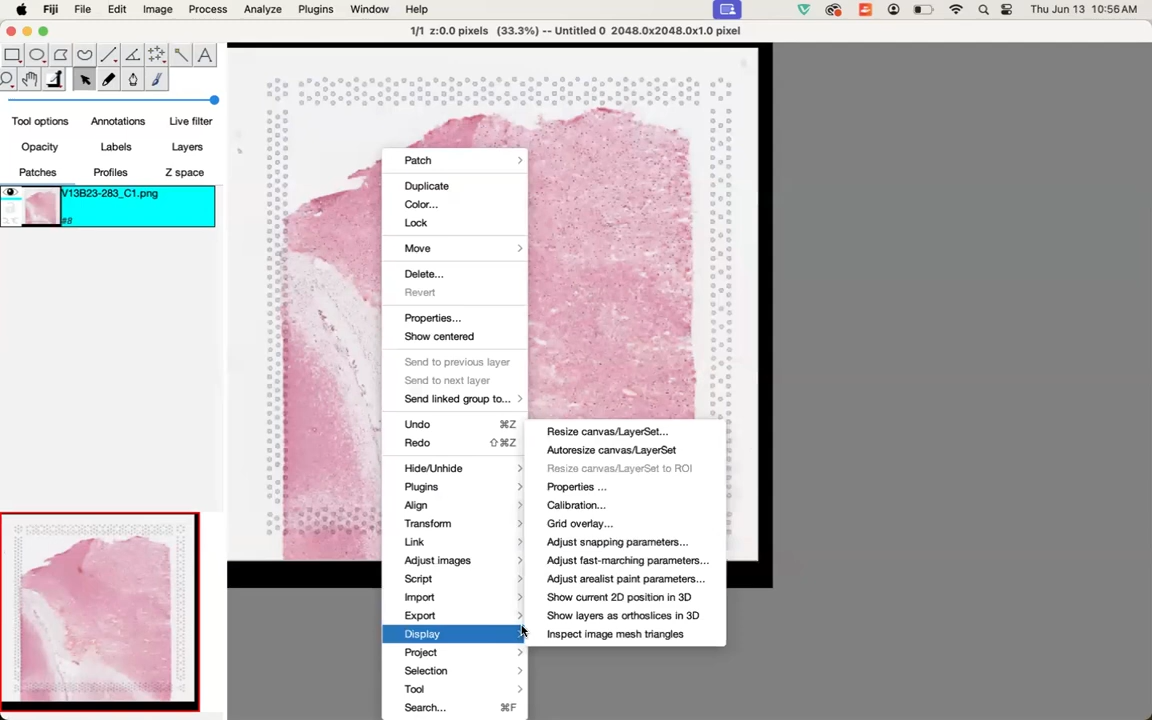 Fiji File Edit Image Process Analyze Plugins Window Help Thu Jun 13 10:56 AM
1/1 z:0.0 pixels (33.3%) -- Untitled 0 2048.0x2048.0x1.0 pixel
Tool options Annotations Live filter
Opacity Labels Layers
Patches Profiles Z space
V13B23-283_C1.png
#8
Patch
Duplicate
Color...
Lock
Move
Delete...
Revert
Properties...
Show centered
Send to previous layer
Send to next layer
Send linked group to...
Undo ⌘Z
Redo ⇧⌘Z
Hide/Unhide
Plugins
Align
Transform
Link
Adjust images
Script
Import
Export
Display
Project
Selection
Tool
Search... ⌘F
Resize canvas/LayerSet...
Autoresize canvas/LayerSet
Resize canvas/LayerSet to ROI
Properties ...
Calibration...
Grid overlay...
Adjust snapping parameters...
Adjust fast-marching parameters...
Adjust arealist paint parameters...
Show current 2D position in 3D
Show layers as orthoslices in 3D
Inspect image mesh triangles